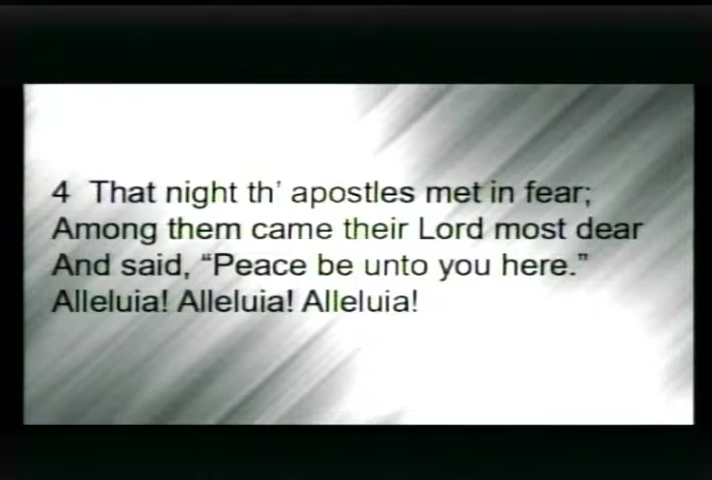 4 That night th’ apostles met in fear;
Among them came their Lord most dear
And said, “Peace be unto you here.”
Alleluia! Alleluia! Alleluia!